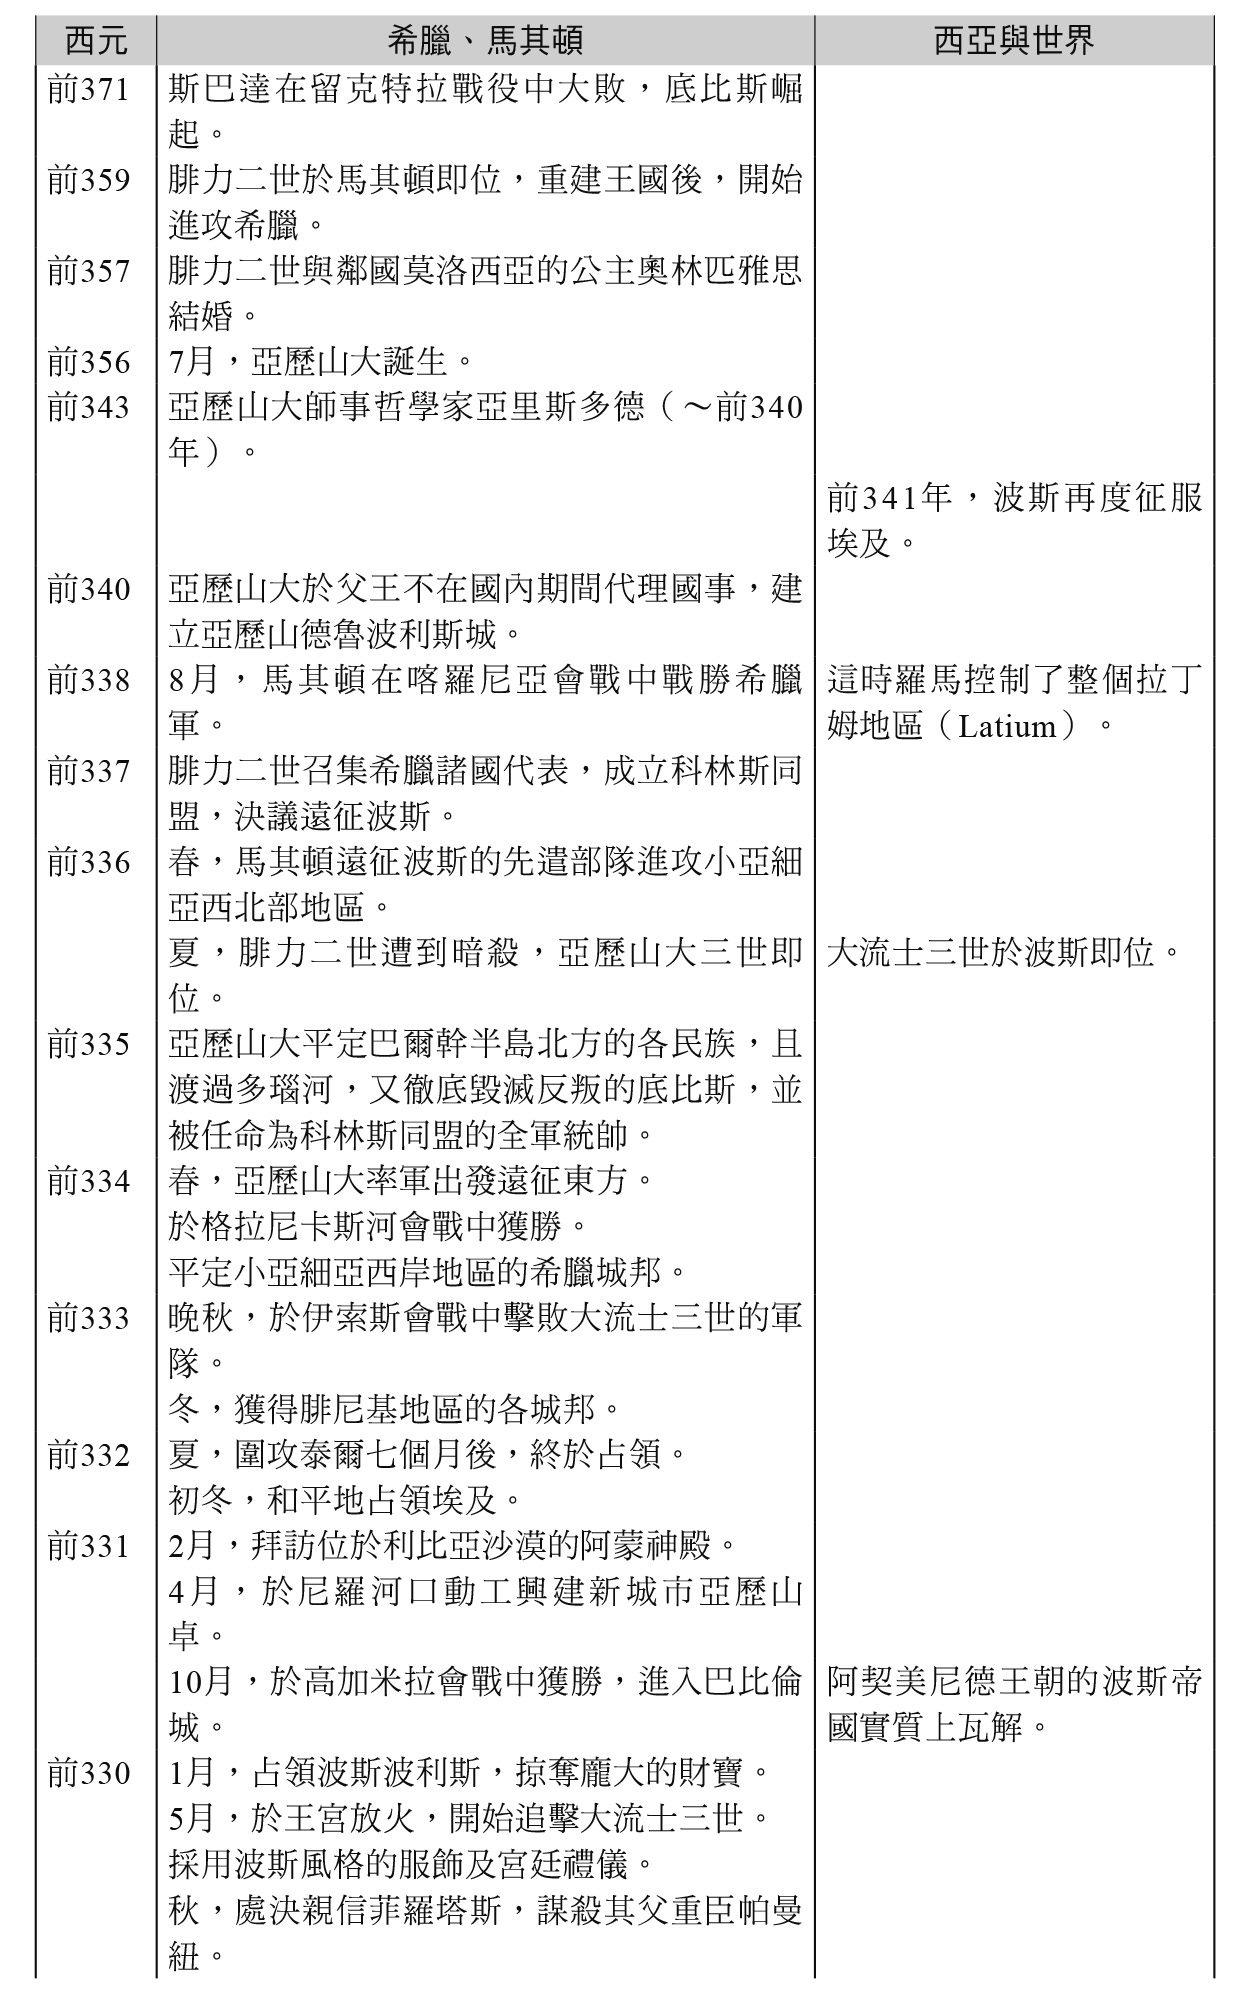 西元 希臘、馬其頓 西亞與世界
前371 斯巴達在留克特拉戰役中大敗，底比斯崛
起。
前359 腓力二世於馬其頓即位，重建王國後，開始
進攻希臘。
前357 腓力二世與鄰國莫洛西亞的公主奧林匹雅思
結婚。
前356 7月，亞歷山大誕生。
前343 亞歷山大師事哲學家亞里斯多德（～前340
年）。
前341年，波斯再度征服
埃及。
前340 亞歷山大於父王不在國內期間代理國事，建
立亞歷山德魯波利斯城。
前338 8月，馬其頓在喀羅尼亞會戰中戰勝希臘 這時羅馬控制了整個拉丁
軍。 姆地區（Latium）。
前337 腓力二世召集希臘諸國代表，成立科林斯同
盟，決議遠征波斯。
前336 春，馬其頓遠征波斯的先遣部隊進攻小亞細
亞西北部地區。
夏，腓力二世遭到暗殺，亞歷山大三世即 大流士三世於波斯即位。
位。
前335 亞歷山大平定巴爾幹半島北方的各民族，且
渡過多瑙河，又徹底毀滅反叛的底比斯，並
被任命為科林斯同盟的全軍統帥。
前334 春，亞歷山大率軍出發遠征東方。
於格拉尼卡斯河會戰中獲勝。
平定小亞細亞西岸地區的希臘城邦。
前333 晚秋，於伊索斯會戰中擊敗大流士三世的軍
隊。
冬，獲得腓尼基地區的各城邦。
前332 夏，圍攻泰爾七個月後，終於占領。
初冬，和平地占領埃及。
前331 2月，拜訪位於利比亞沙漠的阿蒙神殿。
4月，於尼羅河口動工興建新城市亞歷山
卓。
10月，於高加米拉會戰中獲勝，進入巴比倫 阿契美尼德王朝的波斯帝
城。 國實質上瓦解。
前330 1月，占領波斯波利斯，掠奪龐大的財寶。
5月，於王宮放火，開始追擊大流士三世。
採用波斯風格的服飾及宮廷禮儀。
秋，處決親信菲羅塔斯，謀殺其父重臣帕曼
紐。